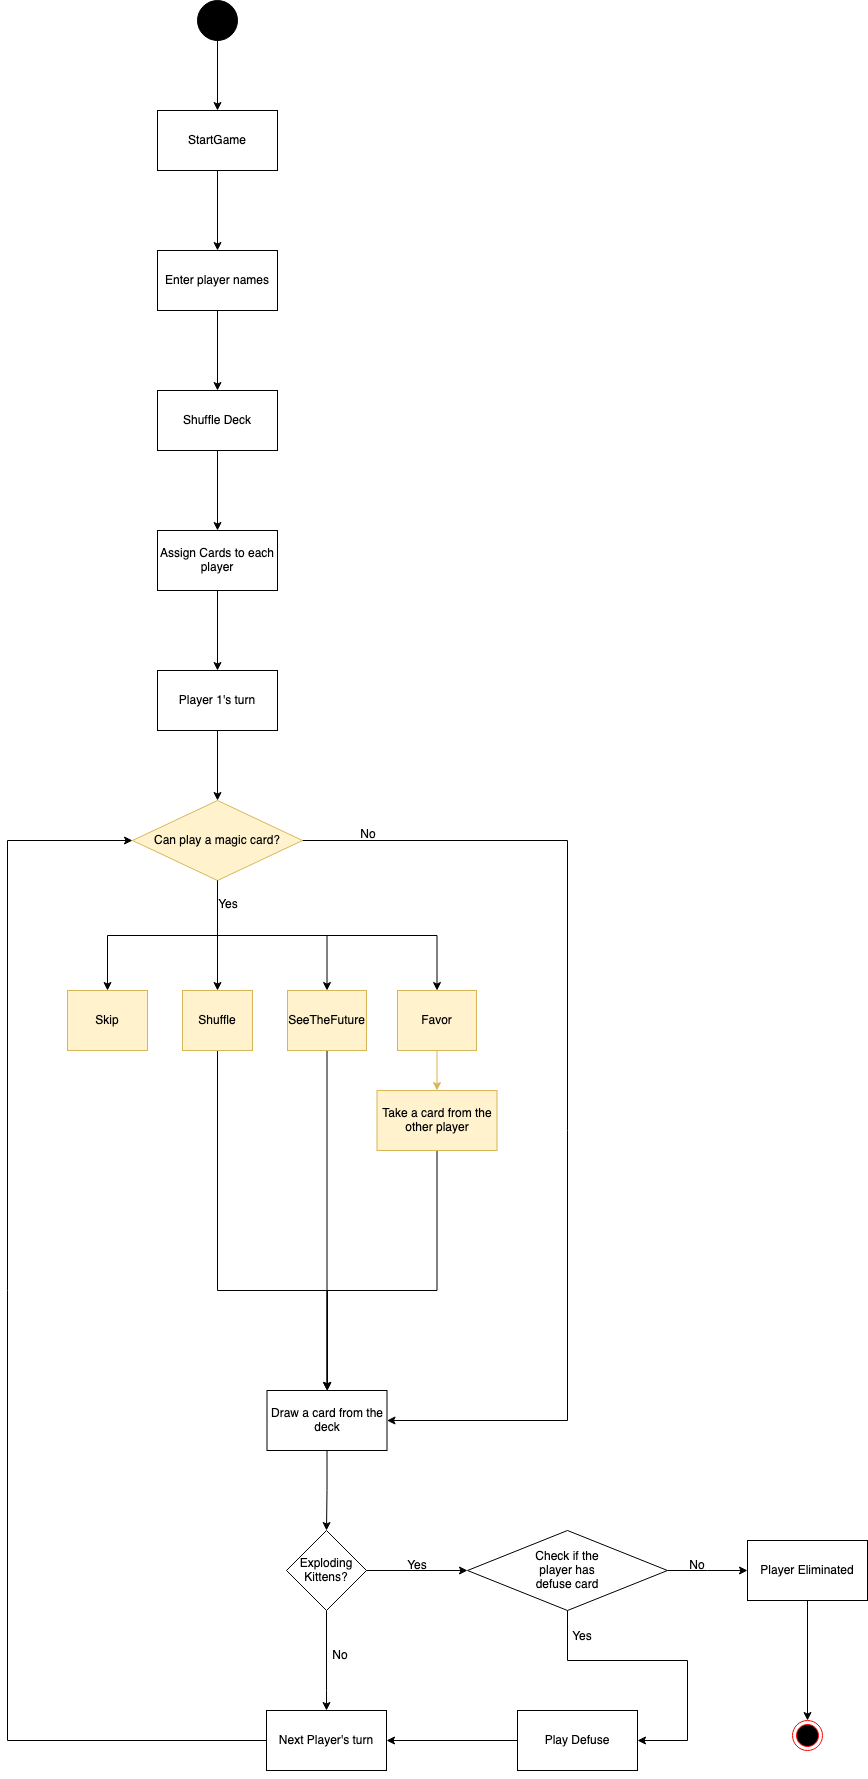 StartGame
Enter player names
Shuffle Deck
Assign Cards to each
player
Player 1's turn
Can play a magic card?
No
Yes
Skip
Shuffle
SeeTheFuture
Favor
Take a card from the
other player
Draw a card from the
deck
Exploding
Kittens?
Yes
Check if the
player has
defuse card
No
Player Eliminated
Yes
No
Next Player's turn
Play Defuse